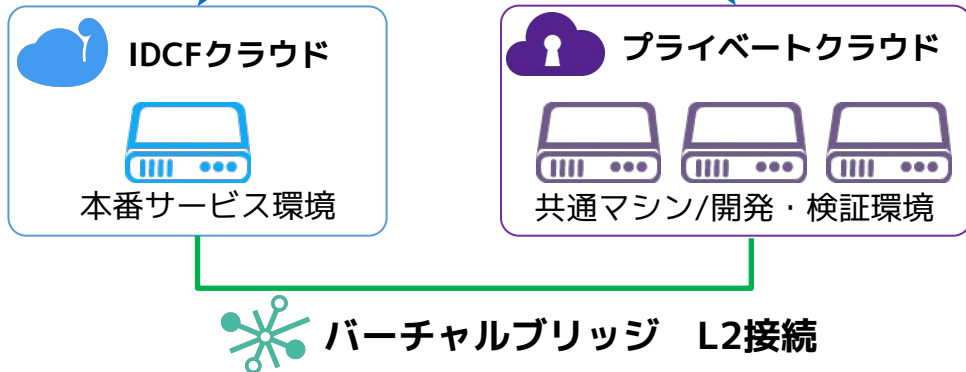 IDCFクラウド
本番サービス環境
プライベートクラウド
共通マシン/開発・検証環境
バーチャルブリッジ　L2接続